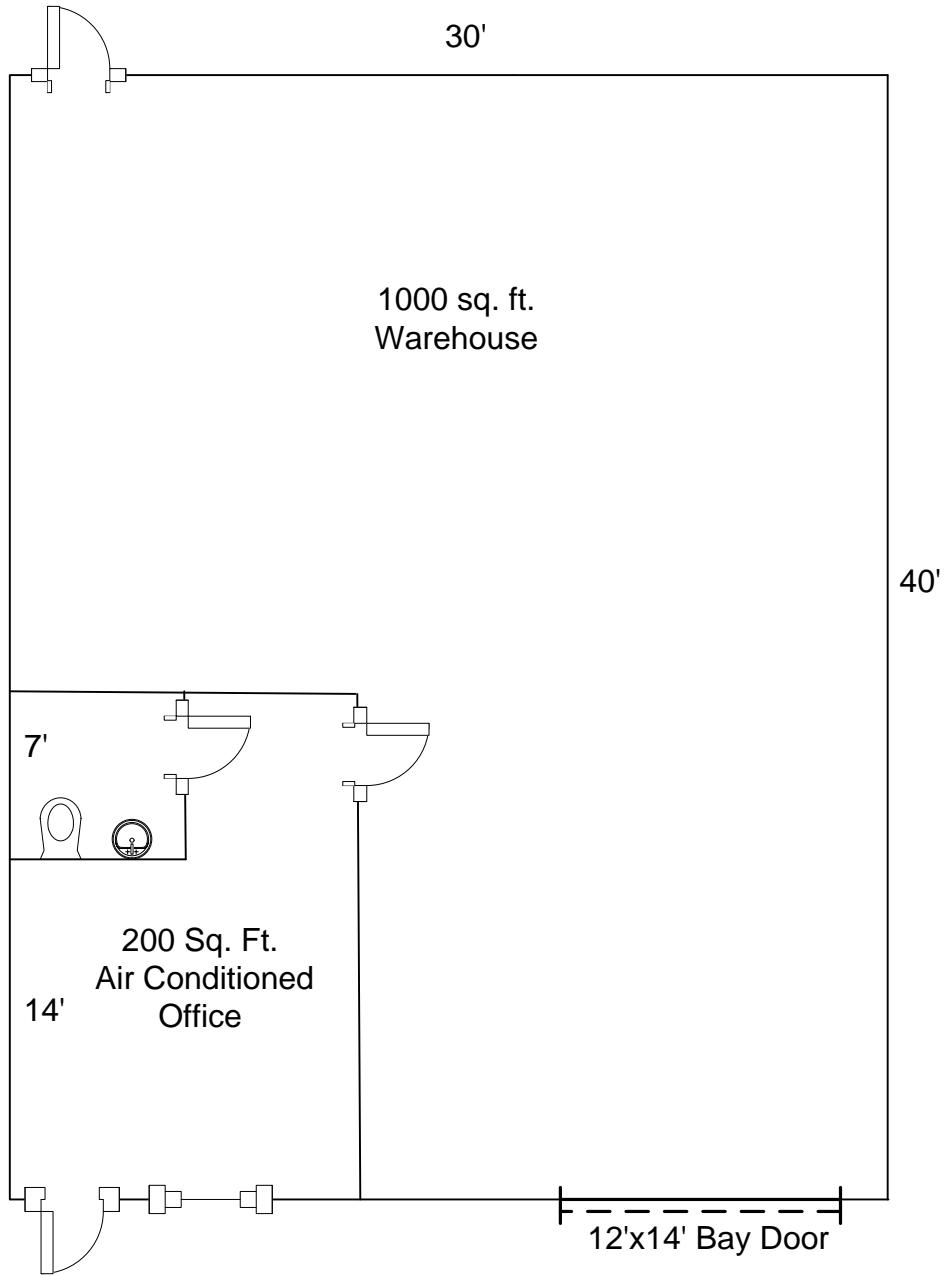 30'
1000 sq. ft.
Warehouse
40'
7'
200 Sq. Ft.
Air Conditioned
Office
14'
12'x14' Bay Door